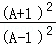 (A+1 )²
(A-1 )²